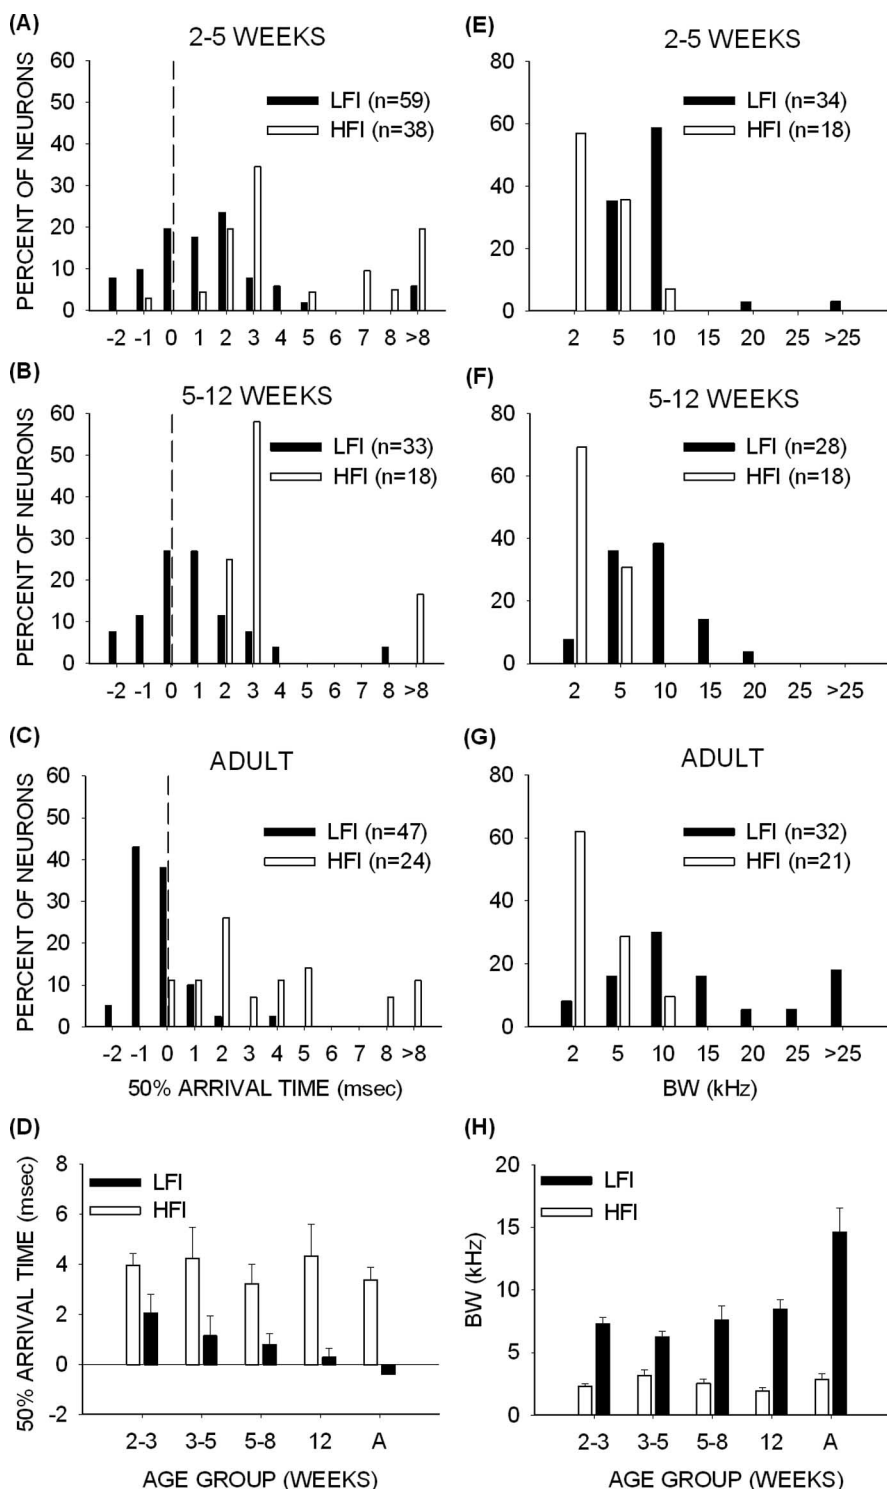 (A)
2-5 WEEKS
PERCENT OF NEURONS
60
50
40
30
20
10
0
LFI (n=59)
HFI (n=38)
-2 -1 0 1 2 3 4 5 6 7 8 >8
(B)
5-12 WEEKS
PERCENT OF NEURONS
60
50
40
30
20
10
0
LFI (n=33)
HFI (n=18)
-2 -1 0 1 2 3 4 5 6 7 8 >8
(C)
ADULT
PERCENT OF NEURONS
60
50
40
30
20
10
0
LFI (n=47)
HFI (n=24)
-2 -1 0 1 2 3 4 5 6 7 8 >8
50% ARRIVAL TIME (msec)
(D)
50% ARRIVAL TIME (msec)
8
6
4
2
0
-2
LFI
HFI
2-3 3-5 5-8 12 A
AGE GROUP (WEEKS)
(E)
2-5 WEEKS
80
60
40
20
0
LFI (n=34)
HFI (n=18)
2 5 10 15 20 25 >25
(F)
5-12 WEEKS
80
60
40
20
0
LFI (n=28)
HFI (n=18)
2 5 10 15 20 25 >25
(G)
ADULT
80
60
40
20
0
LFI (n=32)
HFI (n=21)
2 5 10 15 20 25 >25
BW (kHz)
(H)
BW (kHz)
20
15
10
5
0
LFI
HFI
2-3 3-5 5-8 12 A
AGE GROUP (WEEKS)